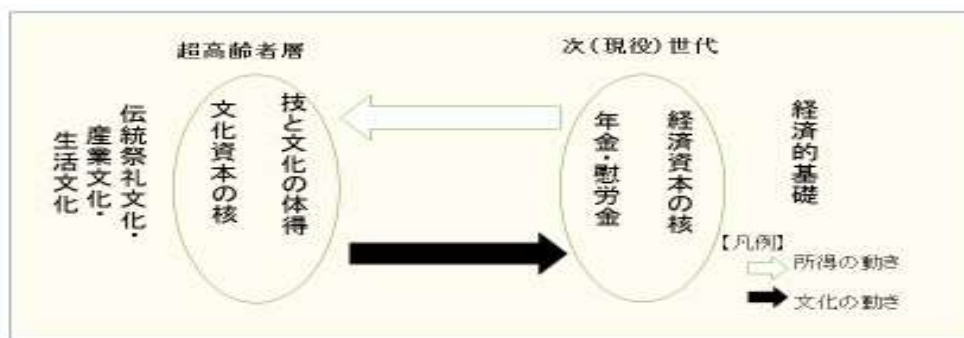 超高齢者層
次(現役)世代
伝統祭礼文化・
産業文化・
生活文化
技と文化の体得
文化資本の核
経済資本の核
年金・慰労金
経済的基礎
【凡例】
所得の動き
文化の動き